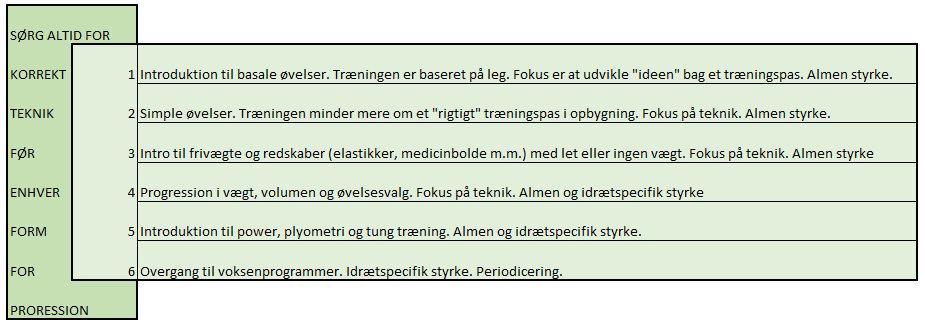 SØRG ALTID FOR
KORREKT 1 Introduktion til basale øvelser. Træningen er baseret på leg. Fokus er at udvikle "ideen" bag et træningspas. Almen styrke.
TEKNIK 2 Simple øvelser. Træningen minder mere om et "rigtigt" træningspas i opbygning. Fokus på teknik. Almen styrke.
FØR 3 Intro til frivægte og redskaber (elastikker, medicinbolde m.m.) med let eller ingen vægt. Fokus på teknik. Almen styrke
ENHVER 4 Progression i vægt, volumen og øvelsesvalg. Fokus på teknik. Almen og idrætspecifik styrke
FORM 5 Introduktion til power, plyometri og tung træning. Almen og idrætspecifik styrke.
FOR 6 Overgang til voksenprogrammer. Idrætspecifik styrke. Periodicering.
PRORESSION